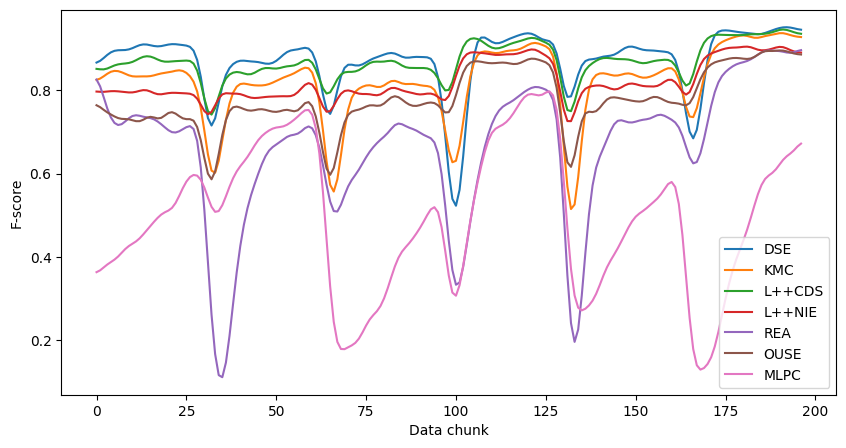 F-score
0.8
0.6
0.4
0.2
0
25
50
75
100
125
150
175
200
Data chunk
DSE
KMC
L++CDS
L++NIE
REA
OUSE
MLPC